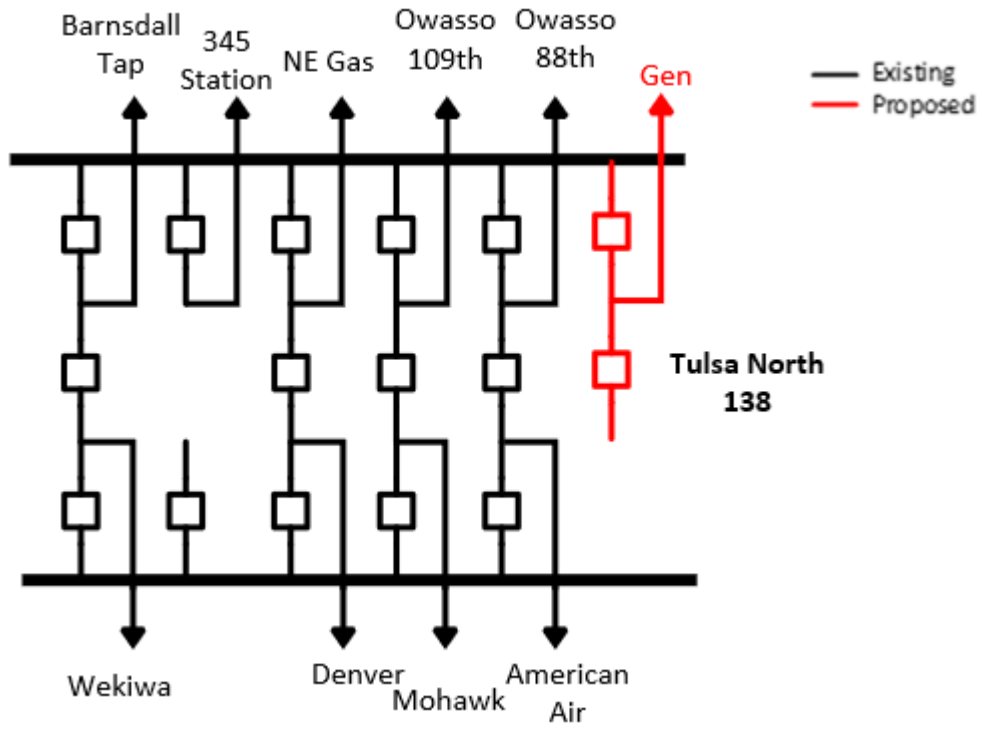 Barnsdall
Tap
345
Station
NE Gas
Owasso
109th
Owasso
88th
Gen
Existing
Proposed
Tulsa North
138
Wekiwa
Denver
Mohawk
American
Air